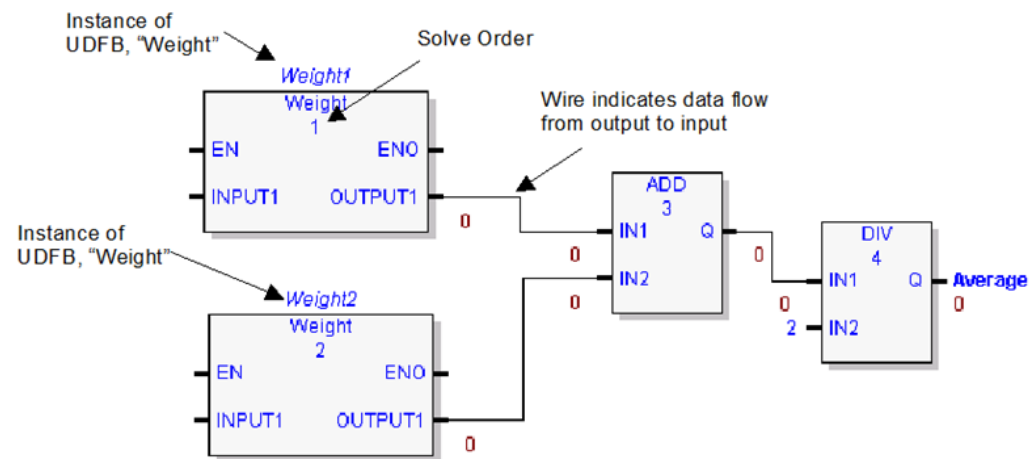 Instance of
UDFB, “Weight”
Solve Order
Weight1
Weight
1
EN ENO
INPUT1 OUTPUT1
0
Wire indicates data flow
from output to input
ADD
3
IN1 Q
0
IN2
0
0
DIV
4
IN1 Q Average
0
0
2 IN2
Instance of
UDFB, “Weight”
Weight2
Weight
2
EN ENO
INPUT1 OUTPUT1
0